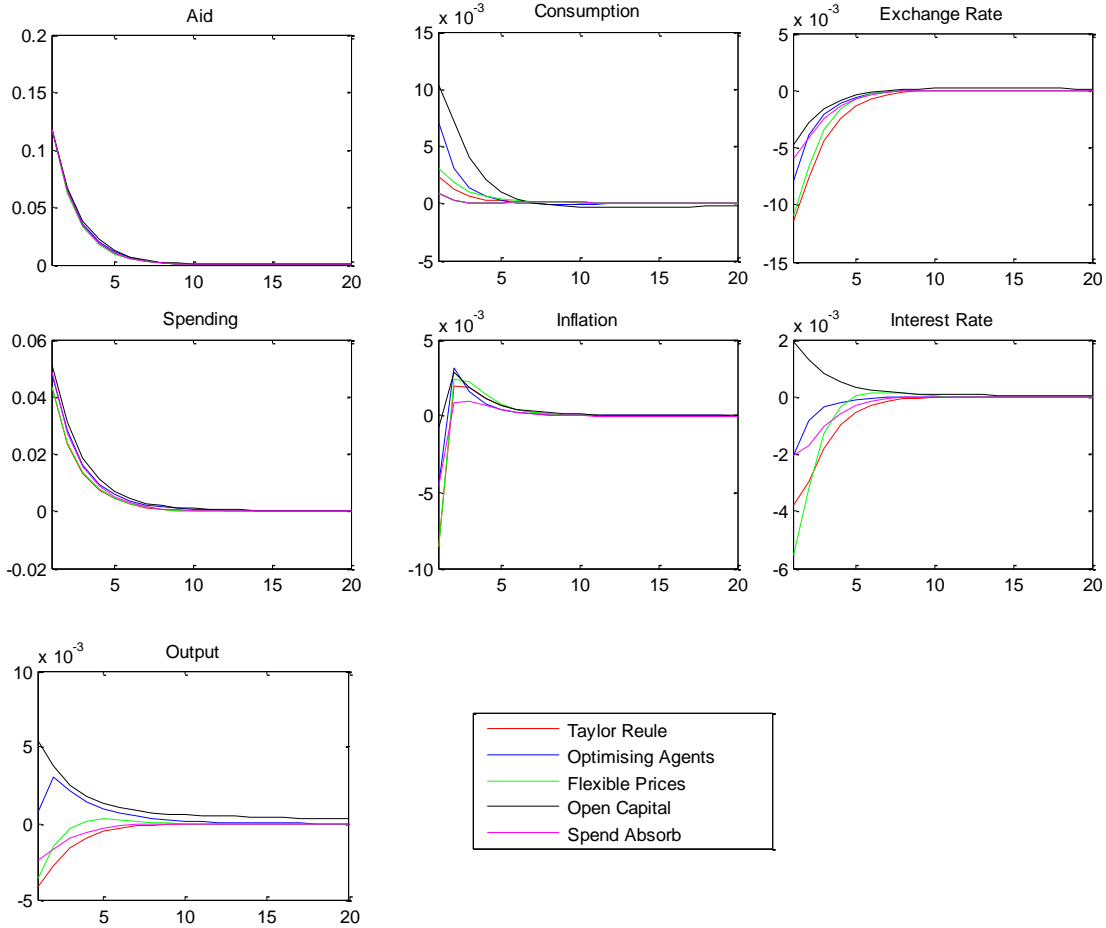 Aid
0.2
0.15
0.1
0.05
0
5 10 15 20
Consumption
x 10^-3
15
10
5
0
-5
5 10 15 20
Exchange Rate
x 10^-3
5
0
-5
-10
-15
5 10 15 20
Spending
0.06
0.04
0.02
0
-0.02
5 10 15 20
Inflation
x 10^-3
5
0
-5
-10
5 10 15 20
Interest Rate
x 10^-3
2
0
-2
-4
-6
5 10 15 20
Output
x 10^-3
10
5
0
-5
5 10 15 20
Taylor Reule
Optimising Agents
Flexible Prices
Open Capital
Spend Absorb